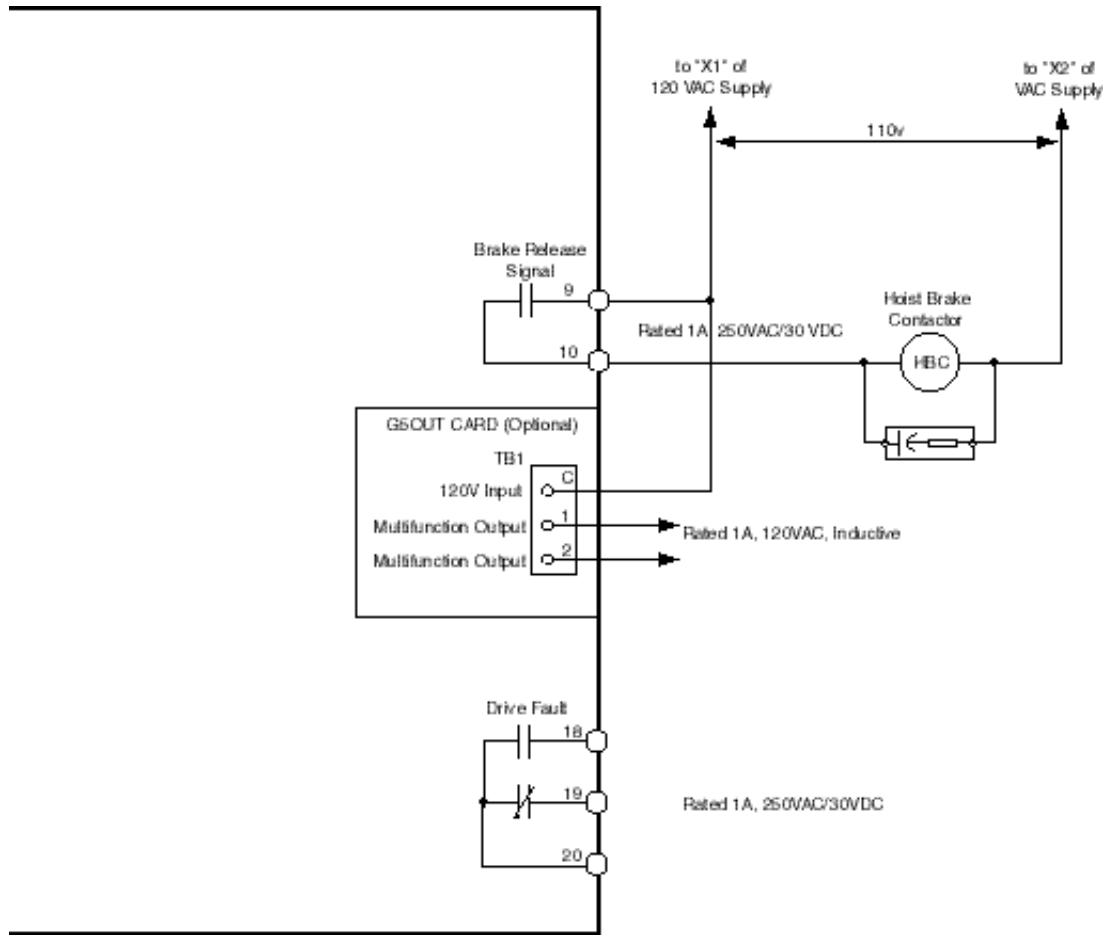 to "X1" of
120 VAC Supply
to "X2" of
VAC Supply
110v
Brake Release
Signal
9
Rated 1A, 250VAC/30 VDC
Hoist Brake
Contactor
10
HBC
G5OUT CARD (Optional)
TB1
C
120V Input
1
Multifunction Output
Rated 1A, 120VAC, Inductive
2
Multifunction Output
Drive Fault
18
19
Rated 1A, 250VAC/30VDC
20